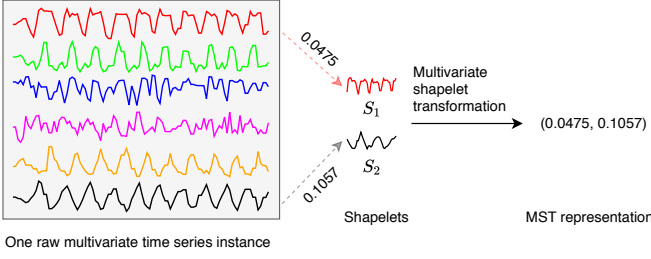 0.0475
Multivariate
shapelet
transformation
S1
(0.0475, 0.1057)
S2
0.1057
Shapelets
MST representation
One raw multivariate time series instance